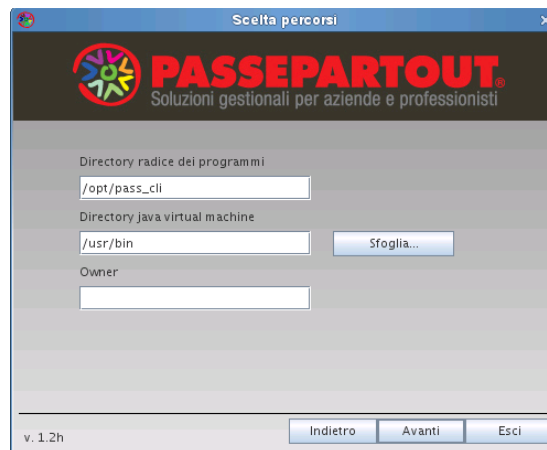 Scelta percorsi
PASSEPARTOUT®
Soluzioni gestionali per aziende e professionisti
Directory radice dei programmi
/opt/pass_cli
Directory java virtual machine
/usr/bin
Sfoglia...
Owner
v. 1.2h
Indietro
Avanti
Esci